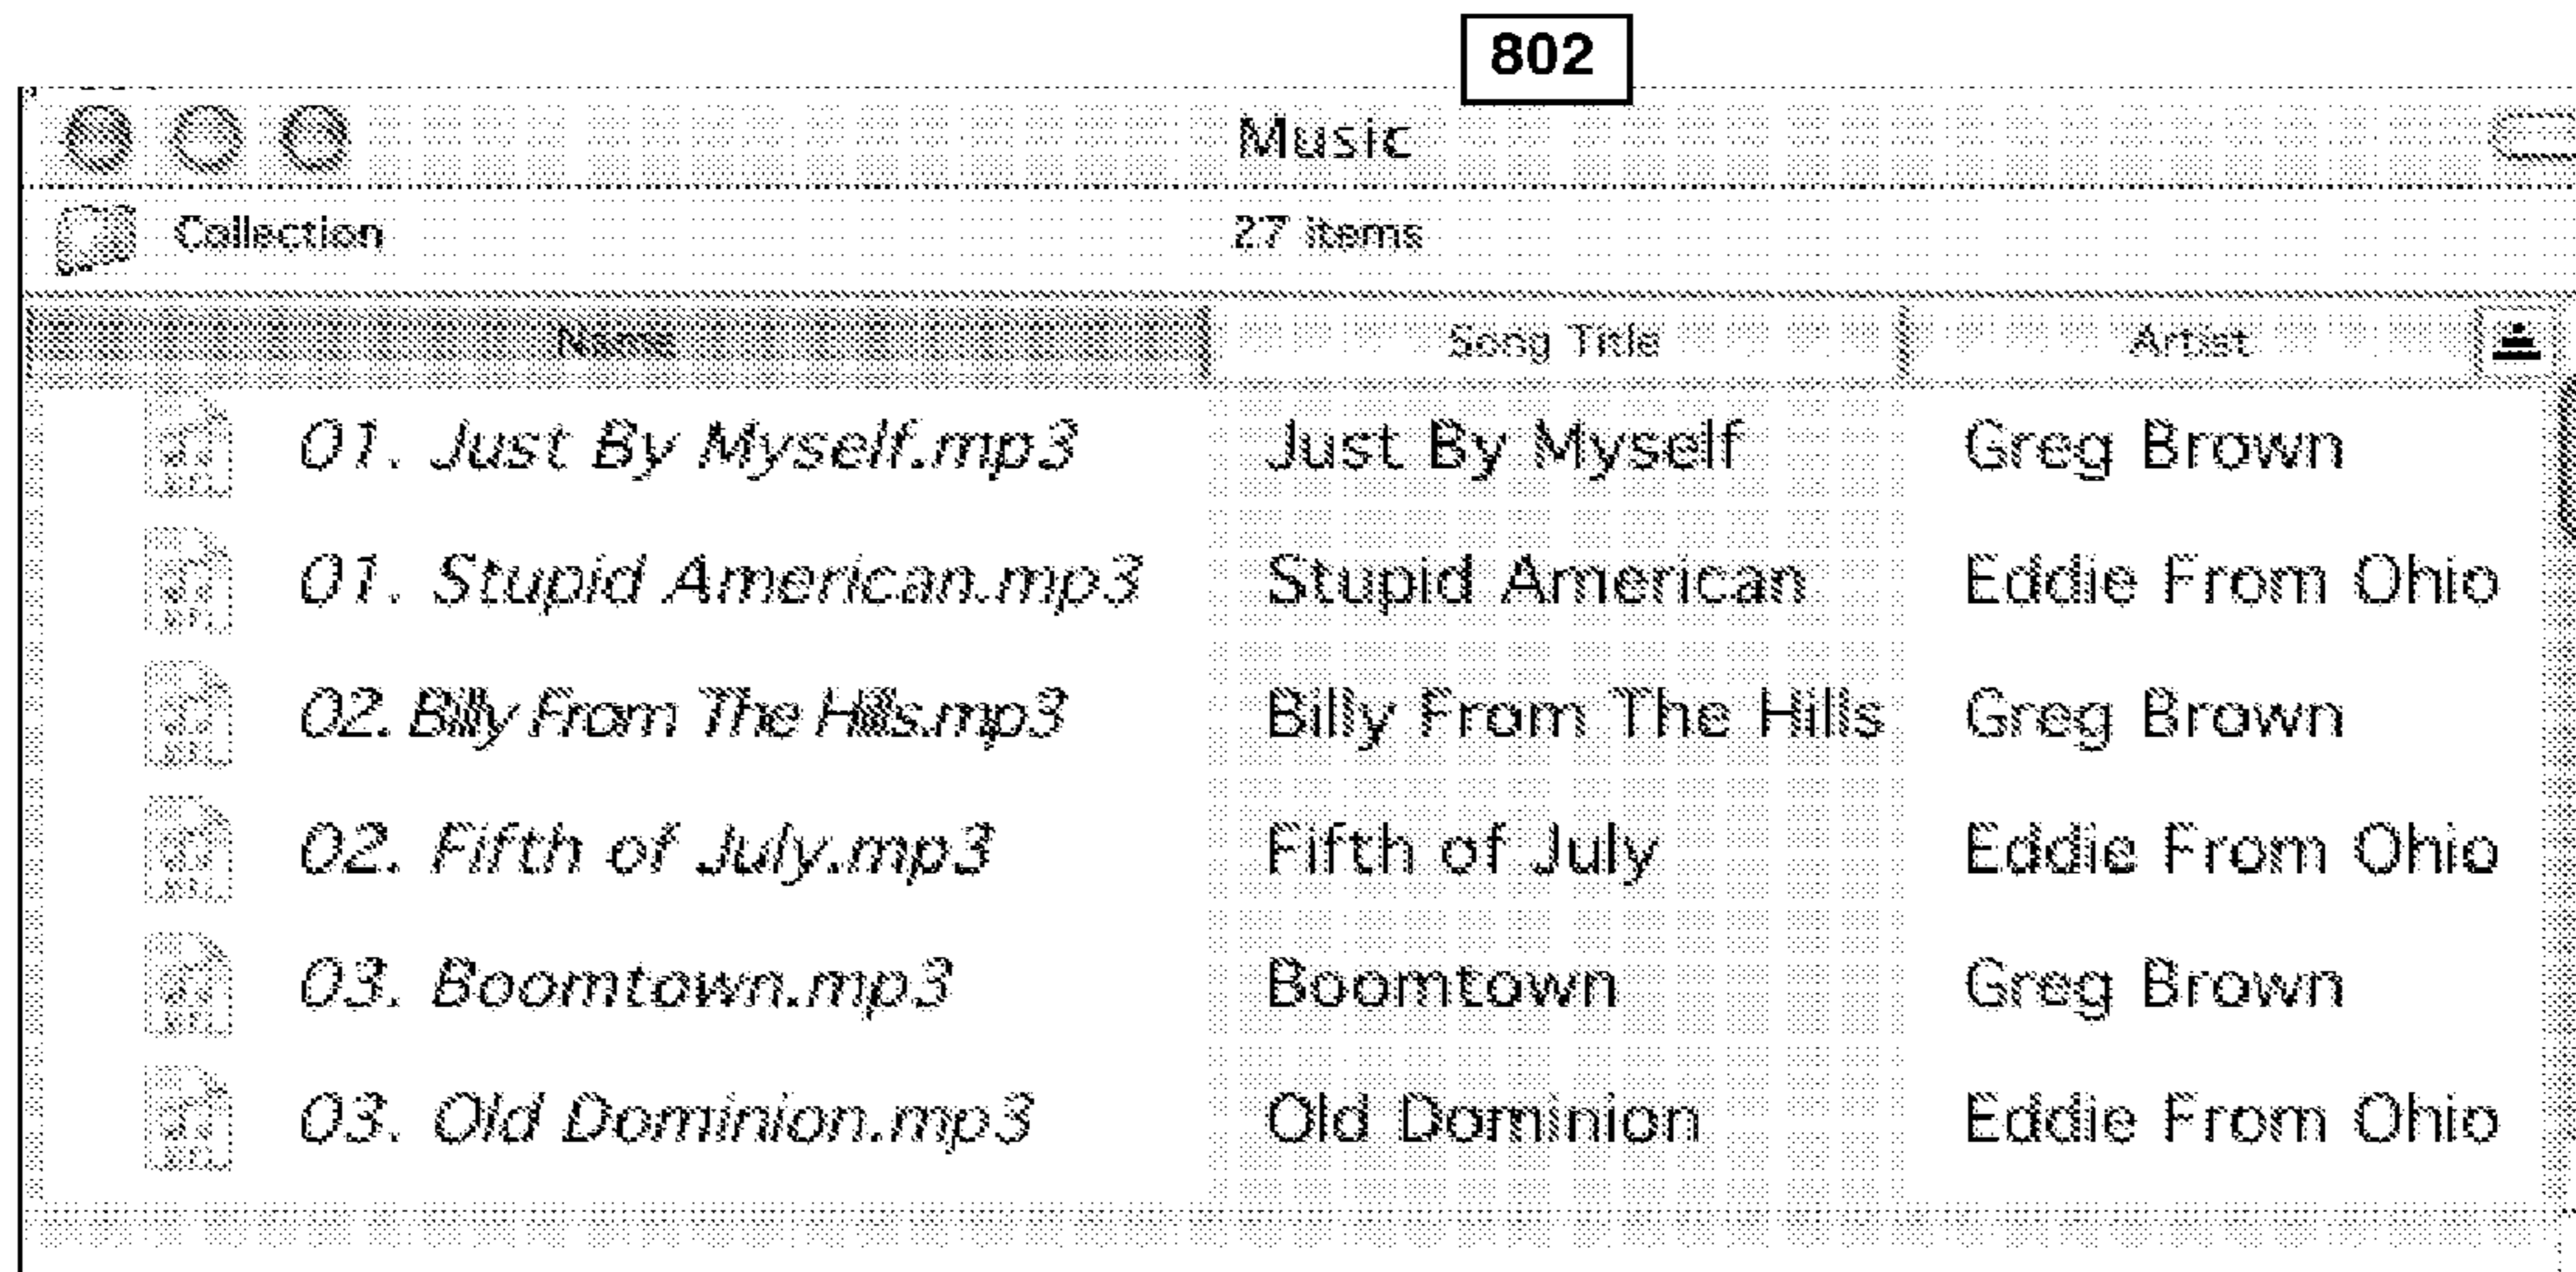 802
Music
Collection 27 items
Name Song Title Artist
01. Just By Myself.mp3 Just By Myself Greg Brown
01. Stupid American.mp3 Stupid American Eddie From Ohio
02. Billy From The Hills.mp3 Billy From The Hills Greg Brown
02. Fifth of July.mp3 Fifth of July Eddie From Ohio
03. Boomtown.mp3 Boomtown Greg Brown
03. Old Dominion.mp3 Old Dominion Eddie From Ohio